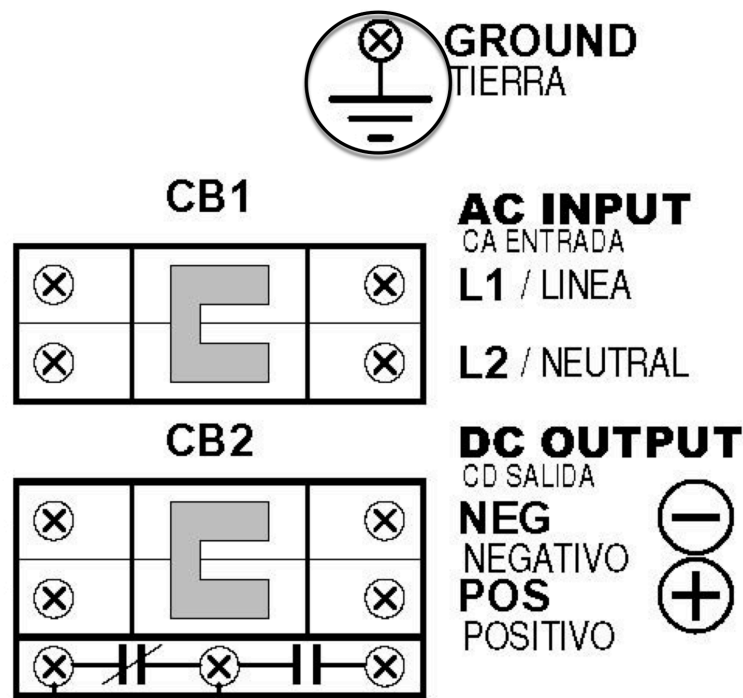 GROUND
TIERRA
CB1
AC INPUT
CA ENTRADA
L1 / LINEA
L2 / NEUTRAL
CB2
DC OUTPUT
CD SALIDA
NEG
NEGATIVO
POS
POSITIVO